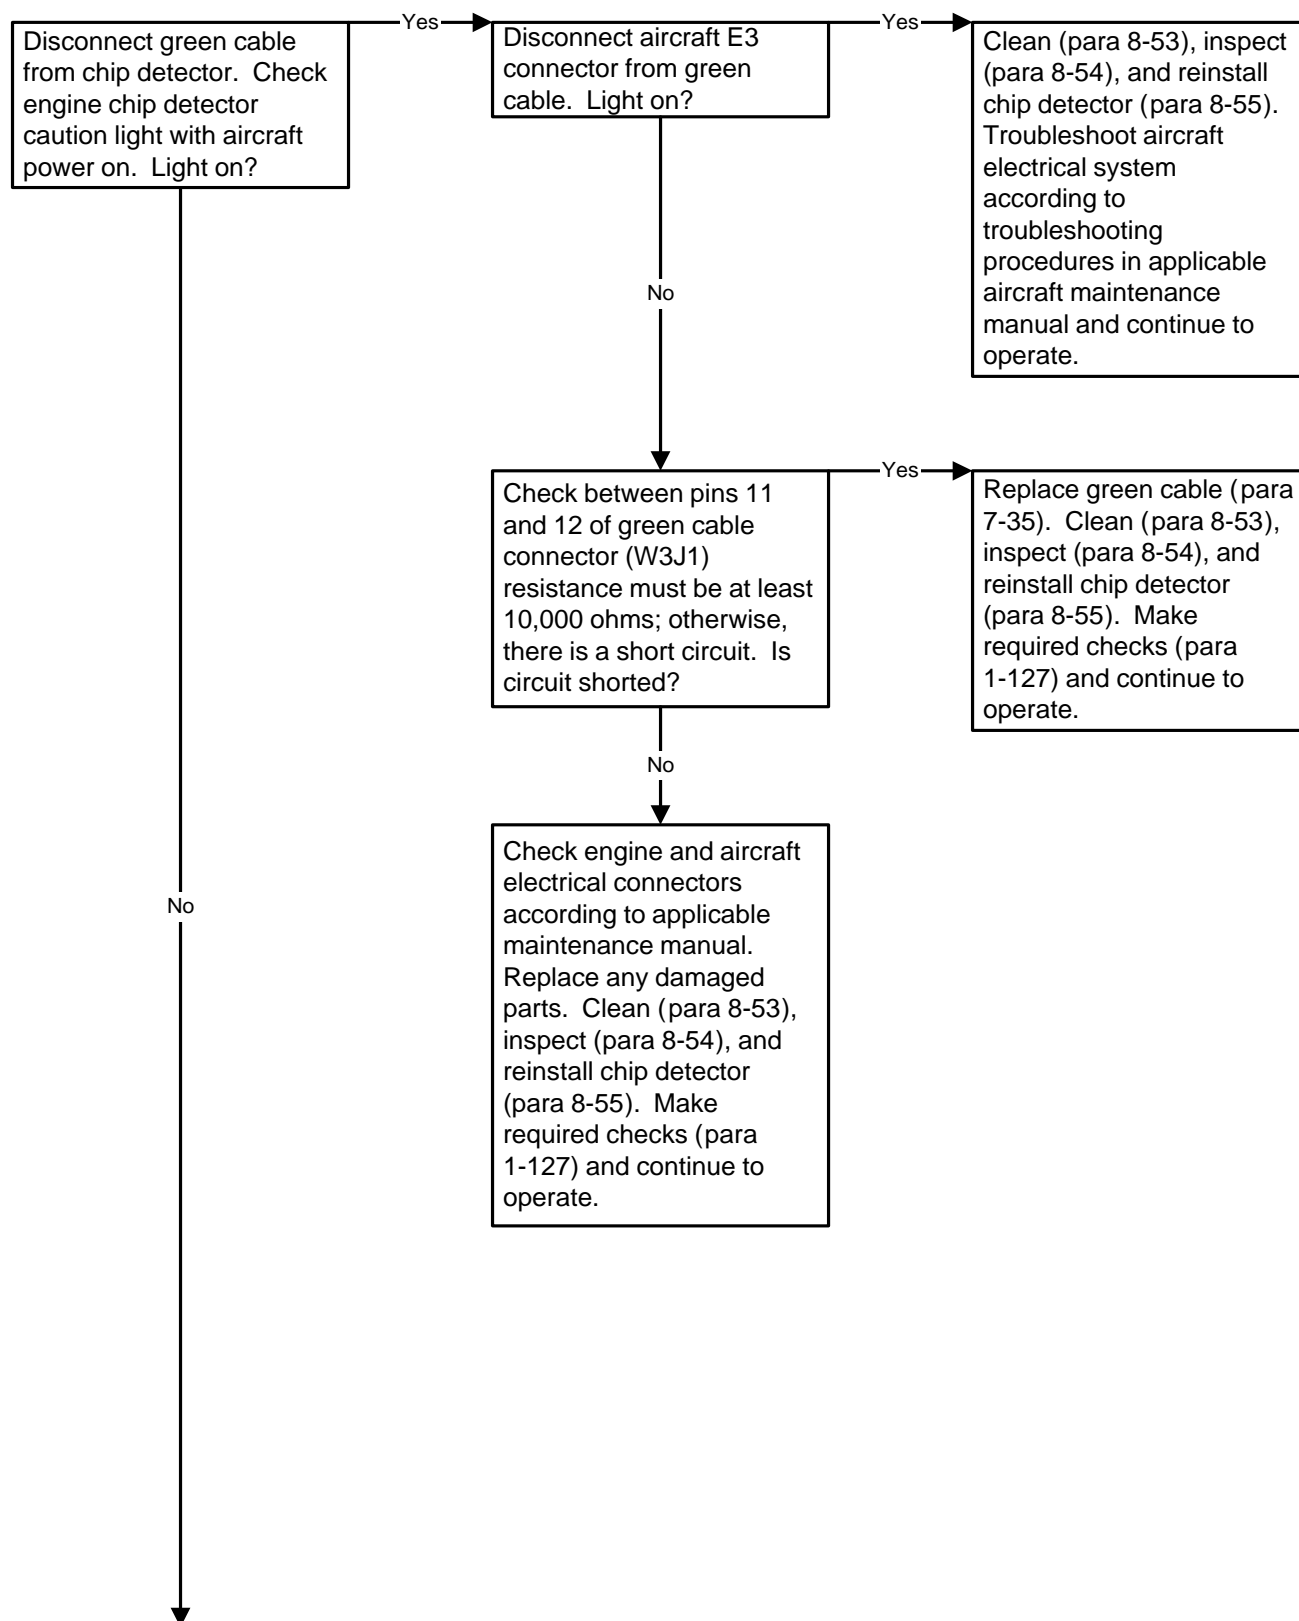 Disconnect green cable
from chip detector.  Check
engine chip detector
caution light with aircraft
power on.  Light on?
Yes
Disconnect aircraft E3
connector from green
cable.  Light on?
Yes
Clean (para 8-53), inspect
(para 8-54), and reinstall
chip detector (para 8-55).
Troubleshoot aircraft
electrical system
according to
troubleshooting
procedures in applicable
aircraft maintenance
manual and continue to
operate.
No
Check between pins 11
and 12 of green cable
connector (W3J1)
resistance must be at least
10,000 ohms; otherwise,
there is a short circuit.  Is
circuit shorted?
Yes
Replace green cable (para
7-35).  Clean (para 8-53),
inspect (para 8-54), and
reinstall chip detector
(para 8-55).  Make
required checks (para
1-127) and continue to
operate.
No
Check engine and aircraft
electrical connectors
according to applicable
maintenance manual.
Replace any damaged
parts.  Clean (para 8-53),
inspect (para 8-54), and
reinstall chip detector
(para 8-55).  Make
required checks (para
1-127) and continue to
operate.
No